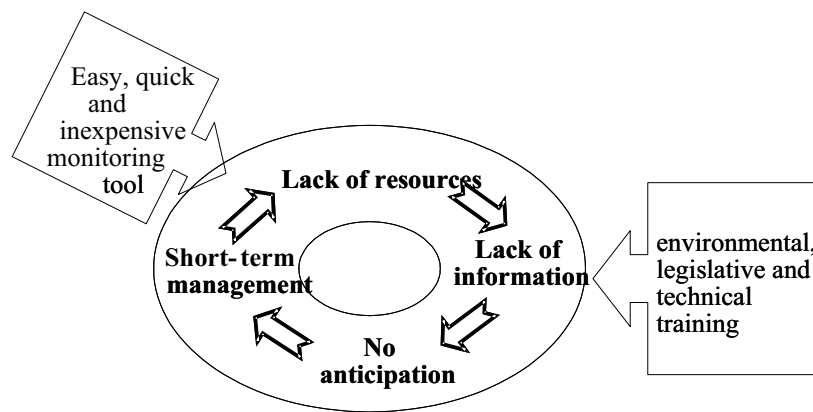 Easy, quick
and
inexpensive
monitoring
tool
Lack of resources
Lack of
information
environmental,
legislative and
technical
training
No
anticipation
Short-term
management